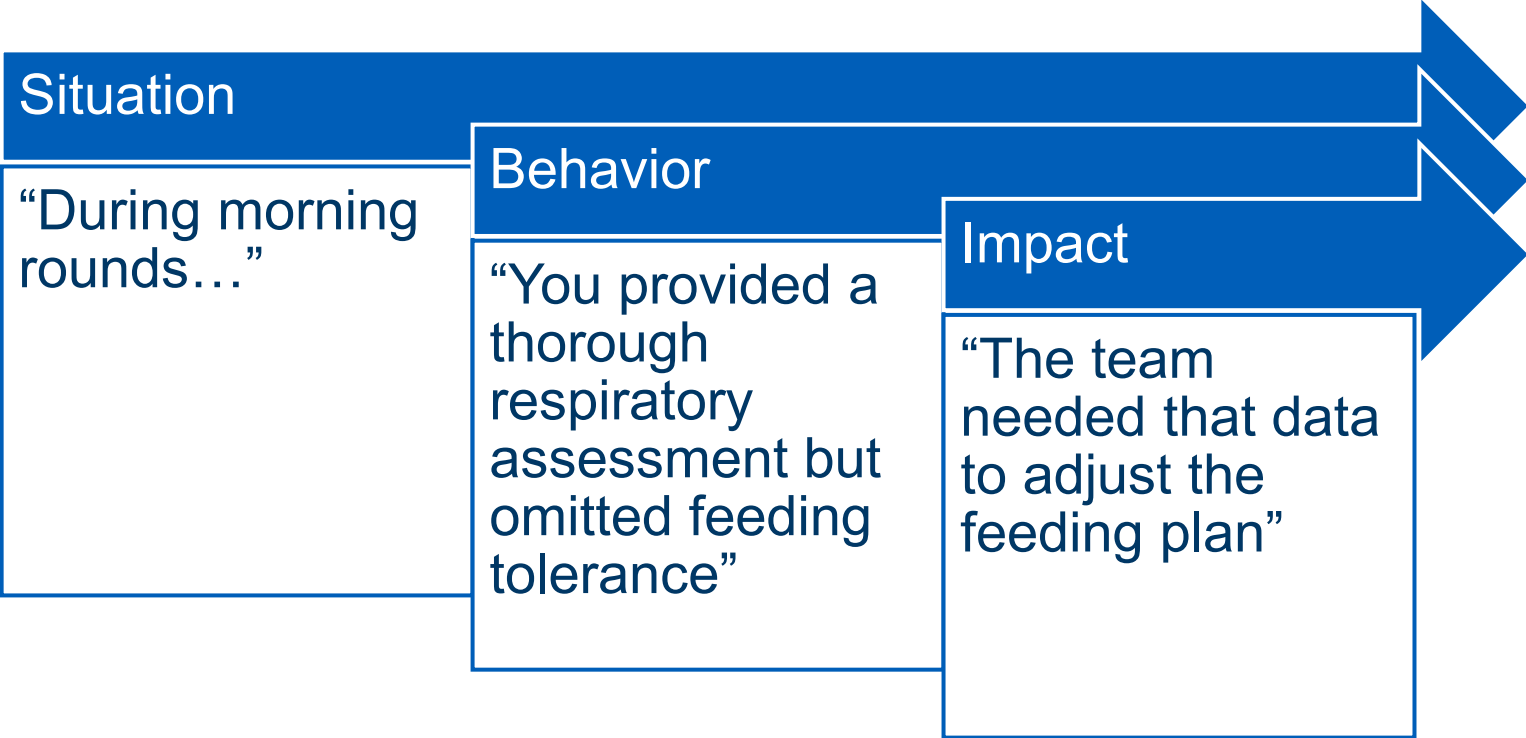 Situation
“During morning
rounds…”
Behavior
“You provided a
thorough
respiratory
assessment but
omitted feeding
tolerance”
Impact
“The team
needed that data
to adjust the
feeding plan”